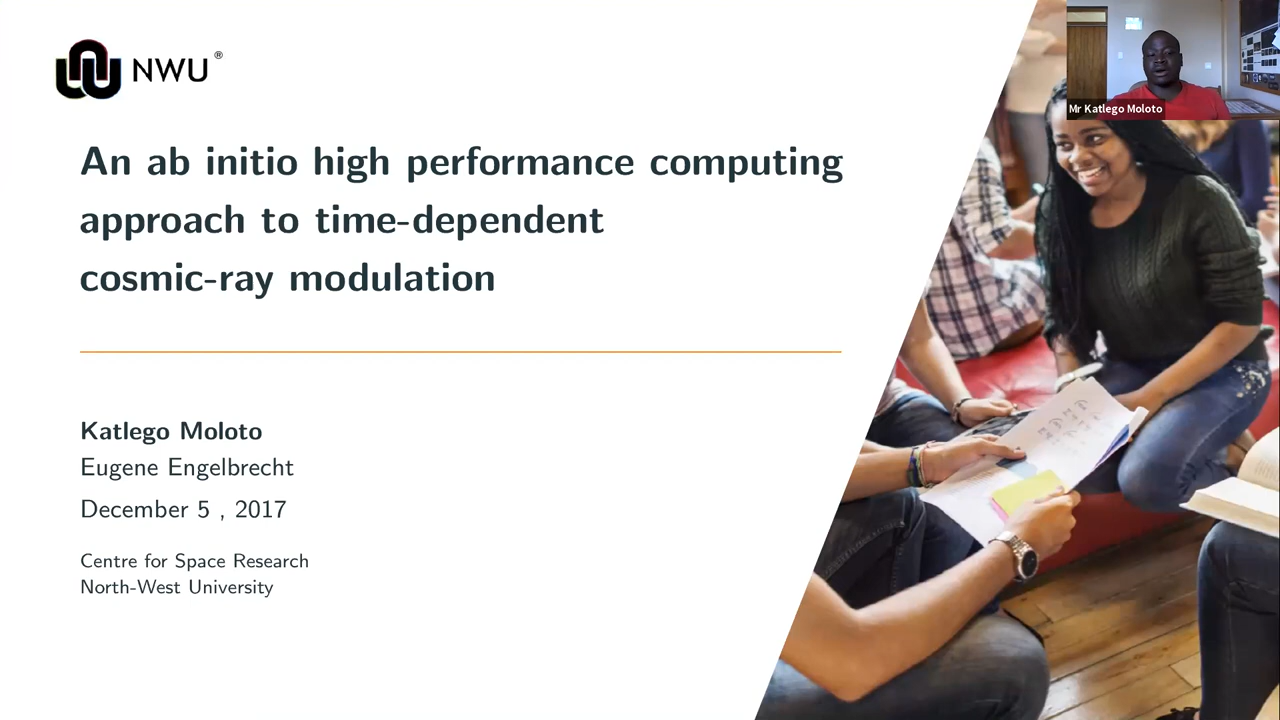 NWU®
Mr Katlego Moloto
An ab initio high performance computing
approach to time-dependent
cosmic-ray modulation
Katlego Moloto
Eugene Engelbrecht
December 5 , 2017
Centre for Space Research
North-West University